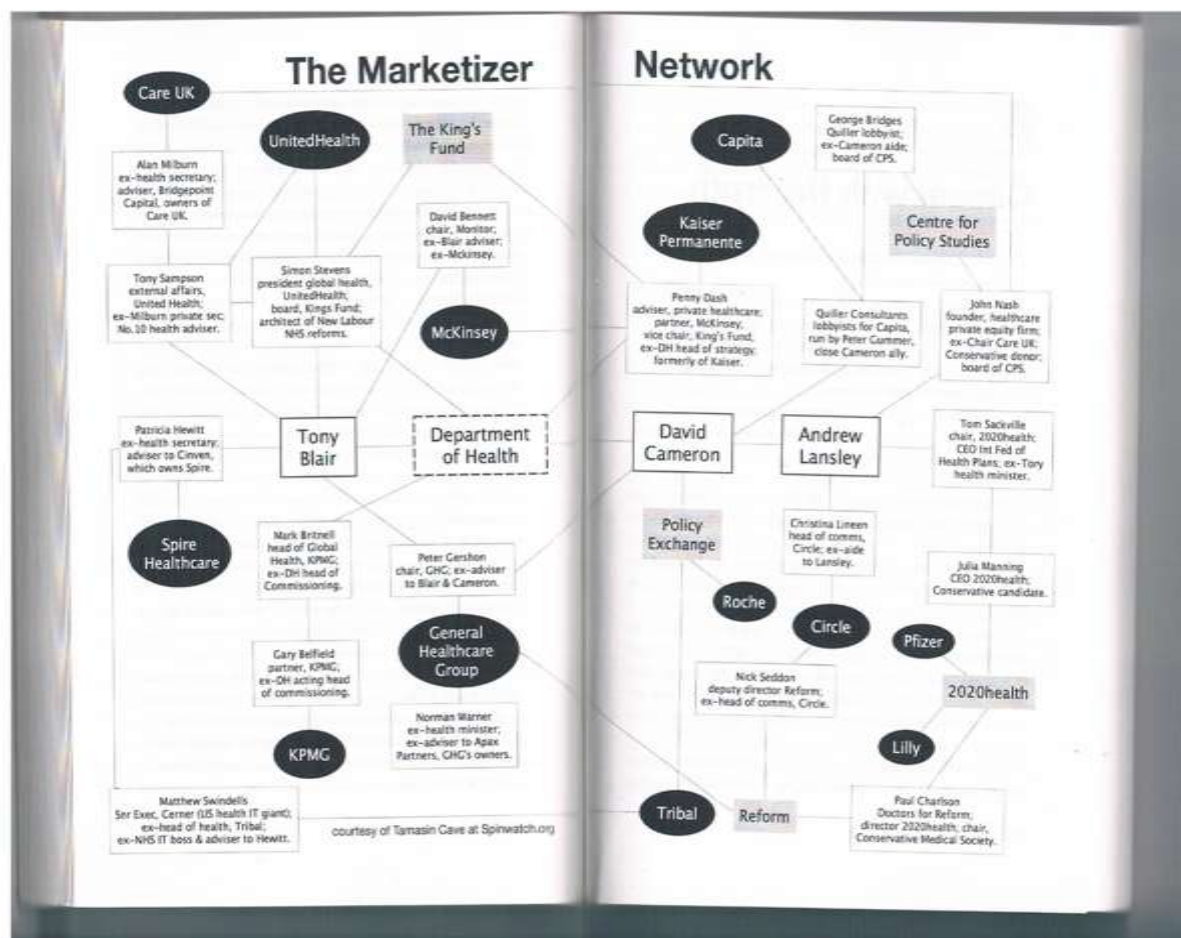 The Marketizer Network
Care UK
UnitedHealth
The King's
Fund
Capita
George Bridges
Quiller lobbyist;
ex-Cameron aide;
board of CPS.
Alan Milburn
ex-health secretary;
adviser, Bridgepoint
Capital, owners of
Care UK.
David Bennett
chair, Monitor;
ex-Blair adviser;
ex-Mckinsey.
Kaiser
Permanente
Centre for
Policy Studies
Tony Sampson
external affairs,
United Health;
ex-Milburn private sec;
No.10 health adviser.
Simon Stevens
president global health,
UnitedHealth;
board, Kings Fund;
architect of New Labour
NHS reforms.
McKinsey
Penny Dash
adviser, private healthcare;
partner, McKinsey;
vice chair, King's Fund,
ex-DH head of strategy;
formerly of Kaiser.
Quiller Consultants
lobbyists for Capita,
run by Peter Gummer,
close Cameron ally.
John Nash
founder, healthcare
private equity firm;
ex-Chair Care UK;
Conservative donor;
board of CPS.
Patricia Hewitt
ex-health secretary;
adviser to Cinven,
which owns Spire.
Tony
Blair
Department
of Health
David
Cameron
Andrew
Lansley
Tom Sackville
chair, 2020health;
CEO Int Fed of
Health Plans; ex-Tory
health minister.
Spire
Healthcare
Mark Britnell
head of Global
Health, KPMG;
ex-DH head of
Commissioning.
Peter Gershon
chair, GHG; ex-adviser
to Blair & Cameron.
Policy
Exchange
Christina Lineen
head of comms,
Circle; ex-aide
to Lansley.
Julia Manning
CEO 2020health;
Conservative candidate.
Roche
Circle
Pfizer
General
Healthcare
Group
Gary Belfield
partner, KPMG;
ex-DH acting head
of commissioning.
Nick Seddon
deputy director Reform;
ex-head of comms, Circle.
2020health
Norman Warner
ex-health minister;
ex-adviser to Apax
Partners, GHG's owners.
KPMG
Lilly
Matthew Swindells
Snr Exec, Cerner (US health IT giant);
ex-head of health, Tribal;
ex-NHS IT boss & adviser to Hewitt.
courtesy of Tamasin Cave at Spinwatch.org
Tribal
Reform
Paul Charlson
Doctors for Reform;
director 2020health; chair,
Conservative Medical Society.